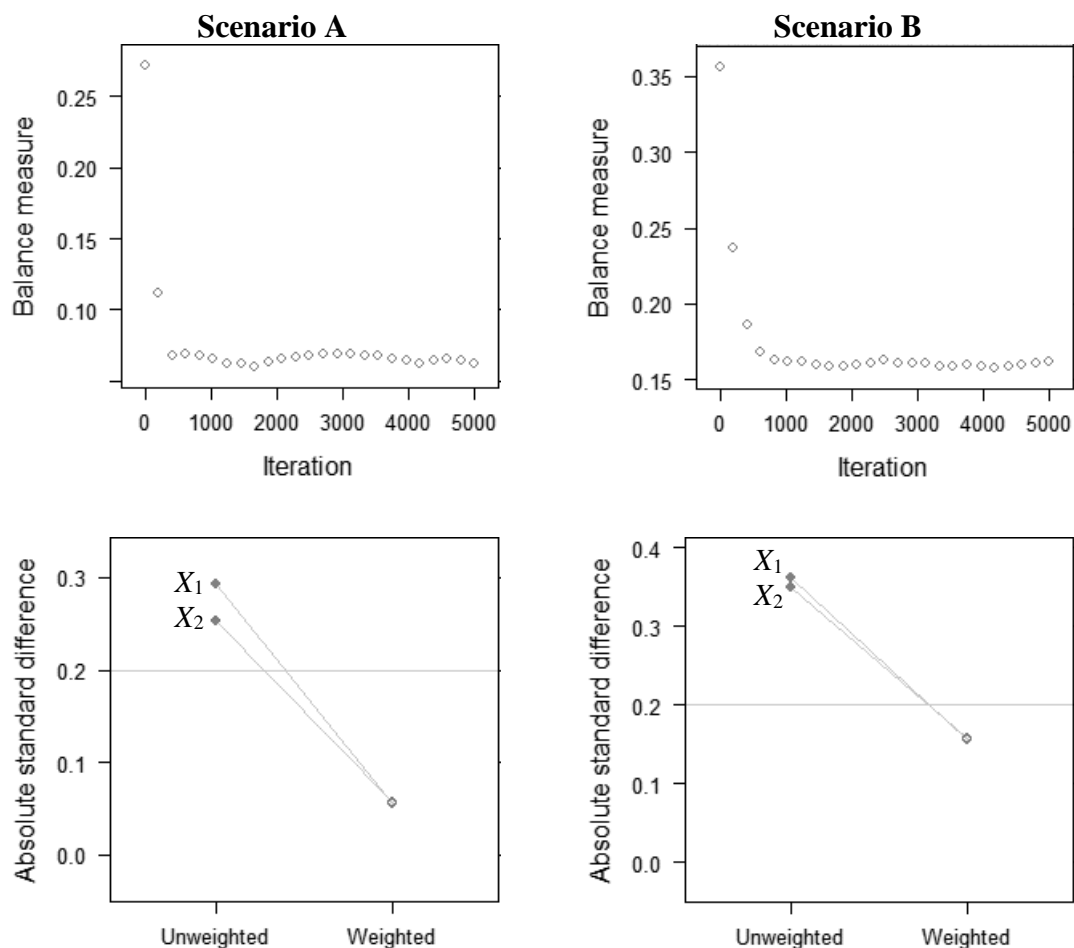 Scenario A
Balance measure
0.25
0.20
0.15
0.10
0 1000 2000 3000 4000 5000
Iteration
Scenario B
Balance measure
0.35
0.30
0.25
0.20
0.15
0 1000 2000 3000 4000 5000
Iteration
Absolute standard difference
0.3
0.2
0.1
0.0
X1
X2
Unweighted Weighted
Absolute standard difference
0.4
0.3
0.2
0.1
0.0
X1
X2
Unweighted Weighted